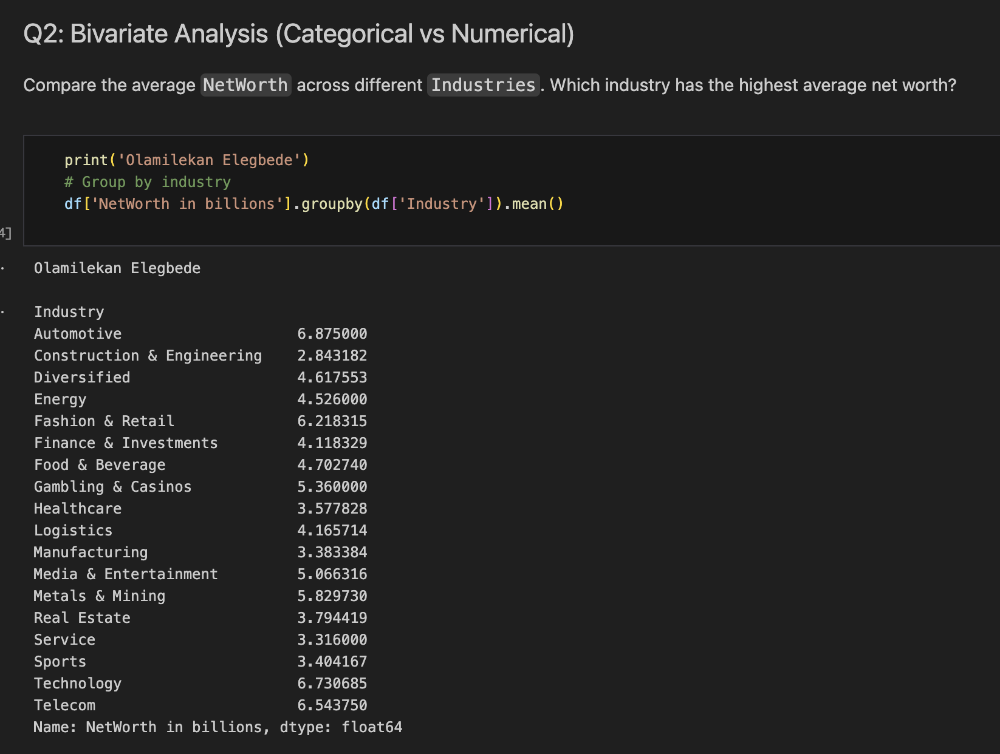 Q2: Bivariate Analysis (Categorical vs Numerical)
Compare the average NetWorth across different Industries. Which industry has the highest average net worth?
print('Olamilekan Elegbede')
# Group by industry
df['NetWorth in billions'].groupby(df['Industry']).mean()
4]
Olamilekan Elegbede
Industry
Automotive 6.875000
Construction & Engineering 2.843182
Diversified 4.617553
Energy 4.526000
Fashion & Retail 6.218315
Finance & Investments 4.118329
Food & Beverage 4.702740
Gambling & Casinos 5.360000
Healthcare 3.577828
Logistics 4.165714
Manufacturing 3.383384
Media & Entertainment 5.066316
Metals & Mining 5.829730
Real Estate 3.794419
Service 3.316000
Sports 3.404167
Technology 6.730685
Telecom 6.543750
Name: NetWorth in billions, dtype: float64